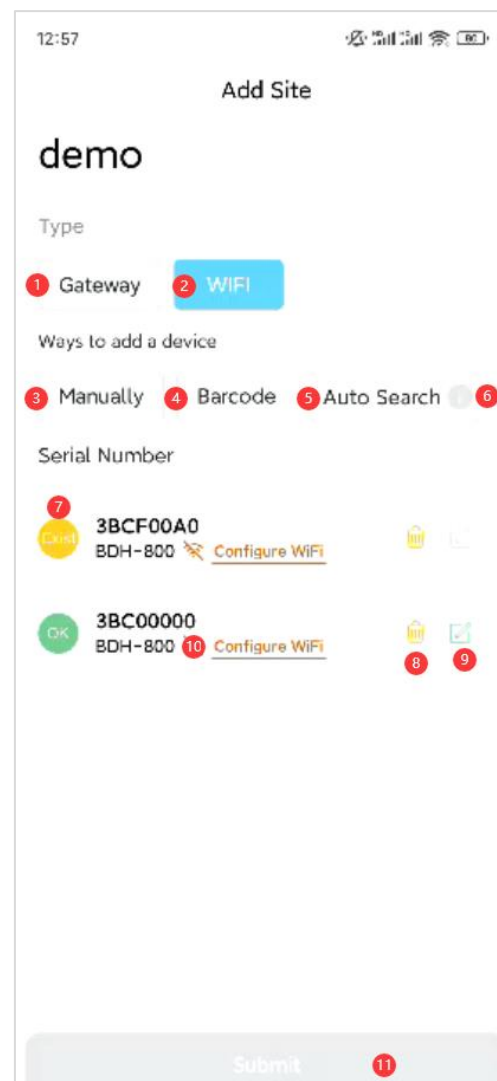 12:57
Add Site
demo
Type
1 Gateway 2 WIFI
Ways to add a device
3 Manually 4 Barcode 5 Auto Search 6
Serial Number
7
Exist 3BCF00A0
BDH-800 Configure WiFi
OK 3BC00000
BDH-800 10 Configure WiFi
8 9
Submit 11